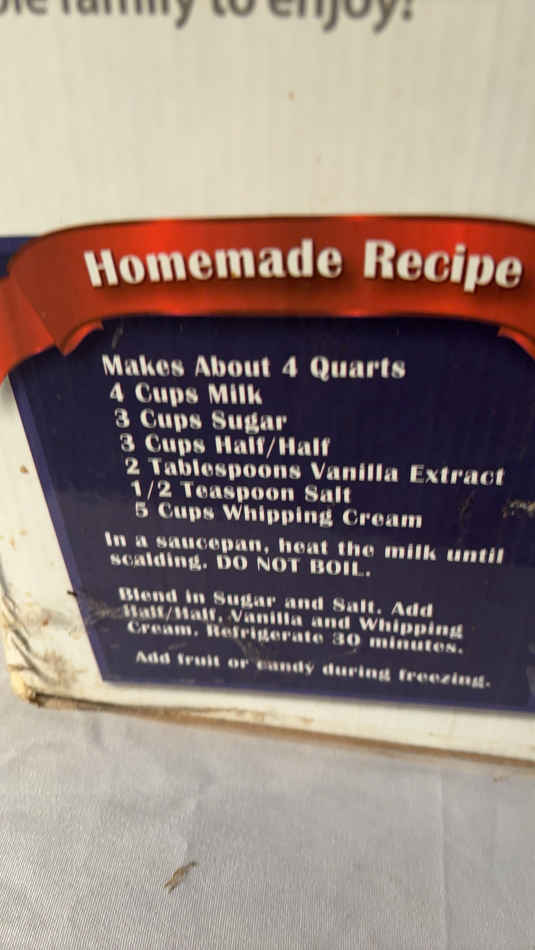 family to enjoy!
Homemade Recipe
Makes About 4 Quarts
4 Cups Milk
3 Cups Sugar
3 Cups Half/Half
2 Tablespoons Vanilla Extract
1/2 Teaspoon Salt
5 Cups Whipping Cream
In a saucepan, heat the milk until
scalding. DO NOT BOIL.
Blend in Sugar and Salt. Add
Half/Half, Vanilla and Whipping
Cream. Refrigerate 30 minutes.
Add fruit or candy during freezing.